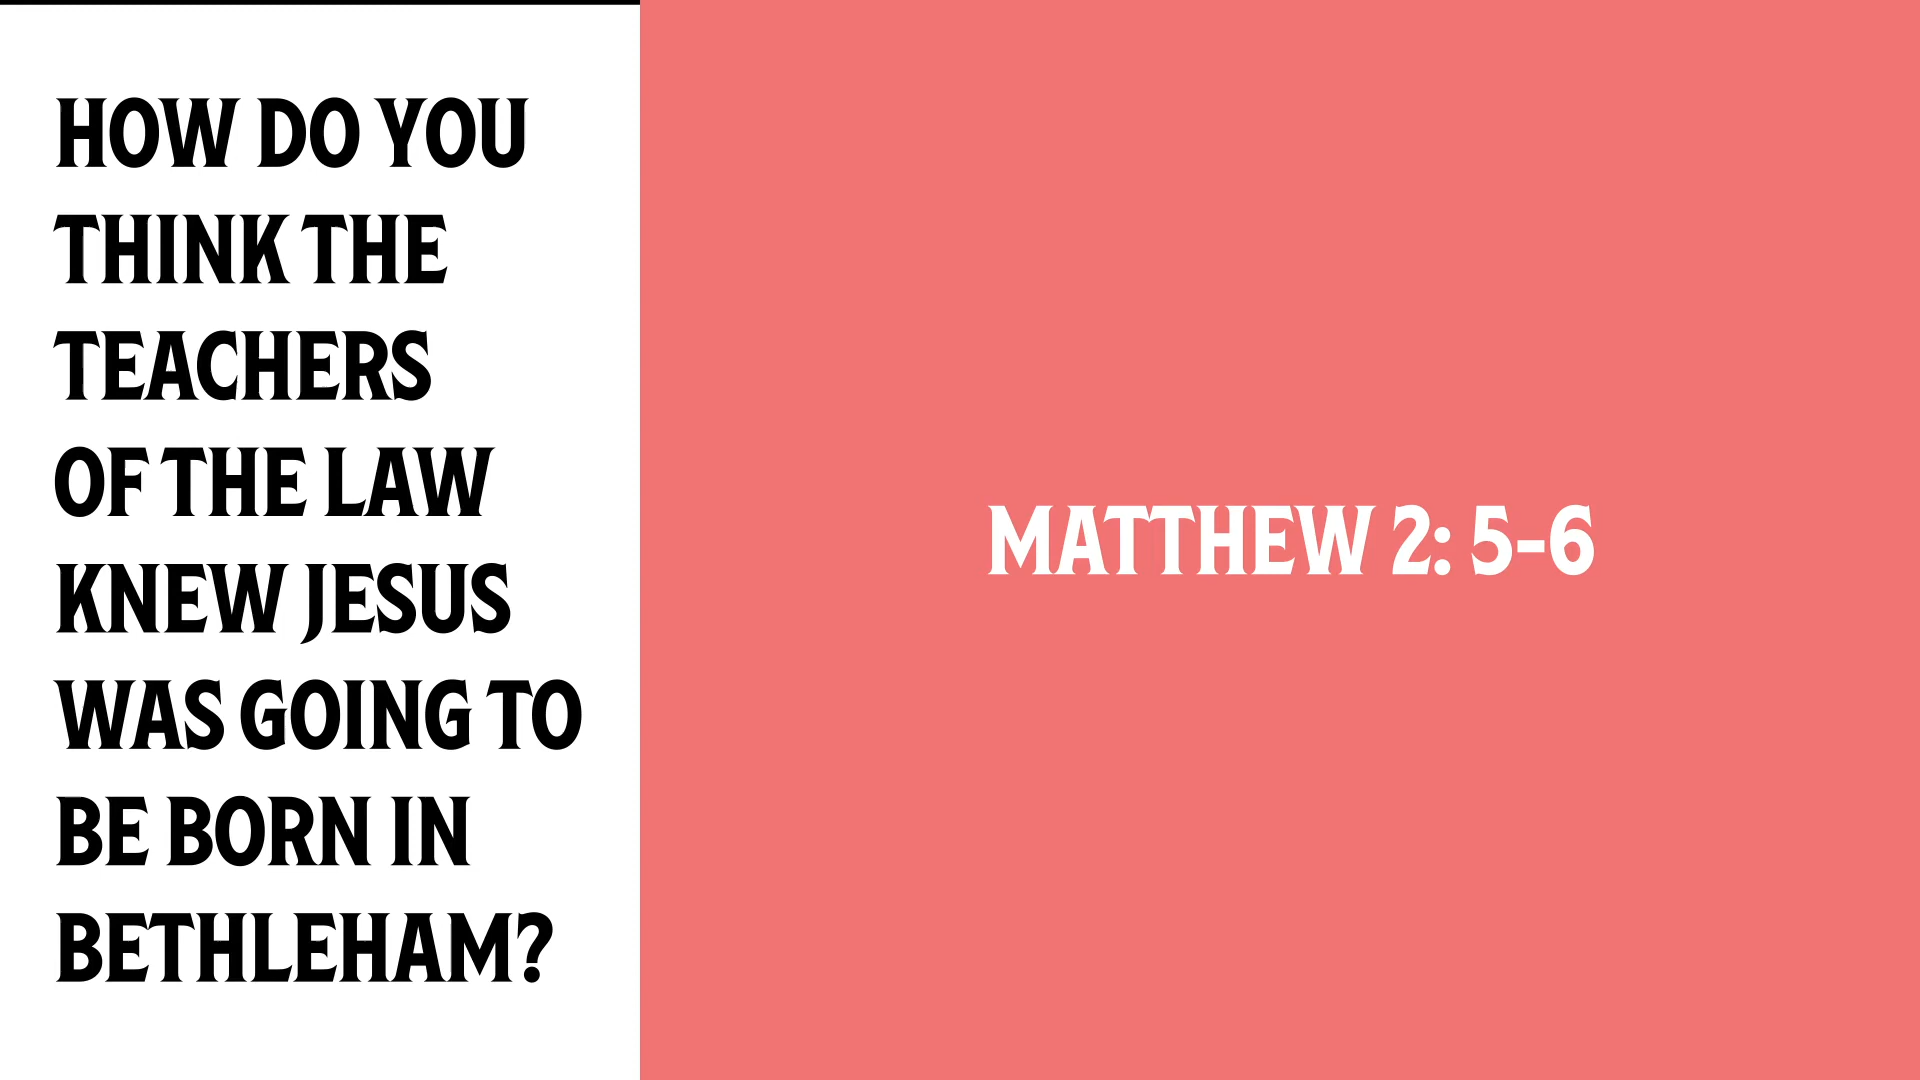 HOW DO YOU
THINK THE
TEACHERS
OF THE LAW
KNEW JESUS
WAS GOING TO
BE BORN IN
BETHLEHAM?
MATTHEW 2: 5-6